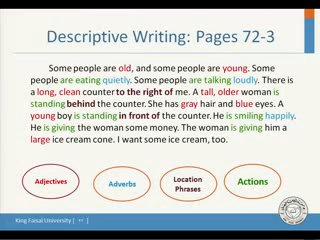 Descriptive Writing: Pages 72-3
Some people are old, and some people are young. Some
people are eating quietly. Some people are talking loudly. There is
a long, clean counter to the right of me. A tall, older woman is
standing behind the counter. She has gray hair and blue eyes. A
young boy is standing in front of the counter. He is smiling happily.
He is giving the woman some money. The woman is giving him a
large ice cream cone. I want some ice cream, too.
Adjectives
Adverbs
Location
Phrases
Actions
King Faisal University |